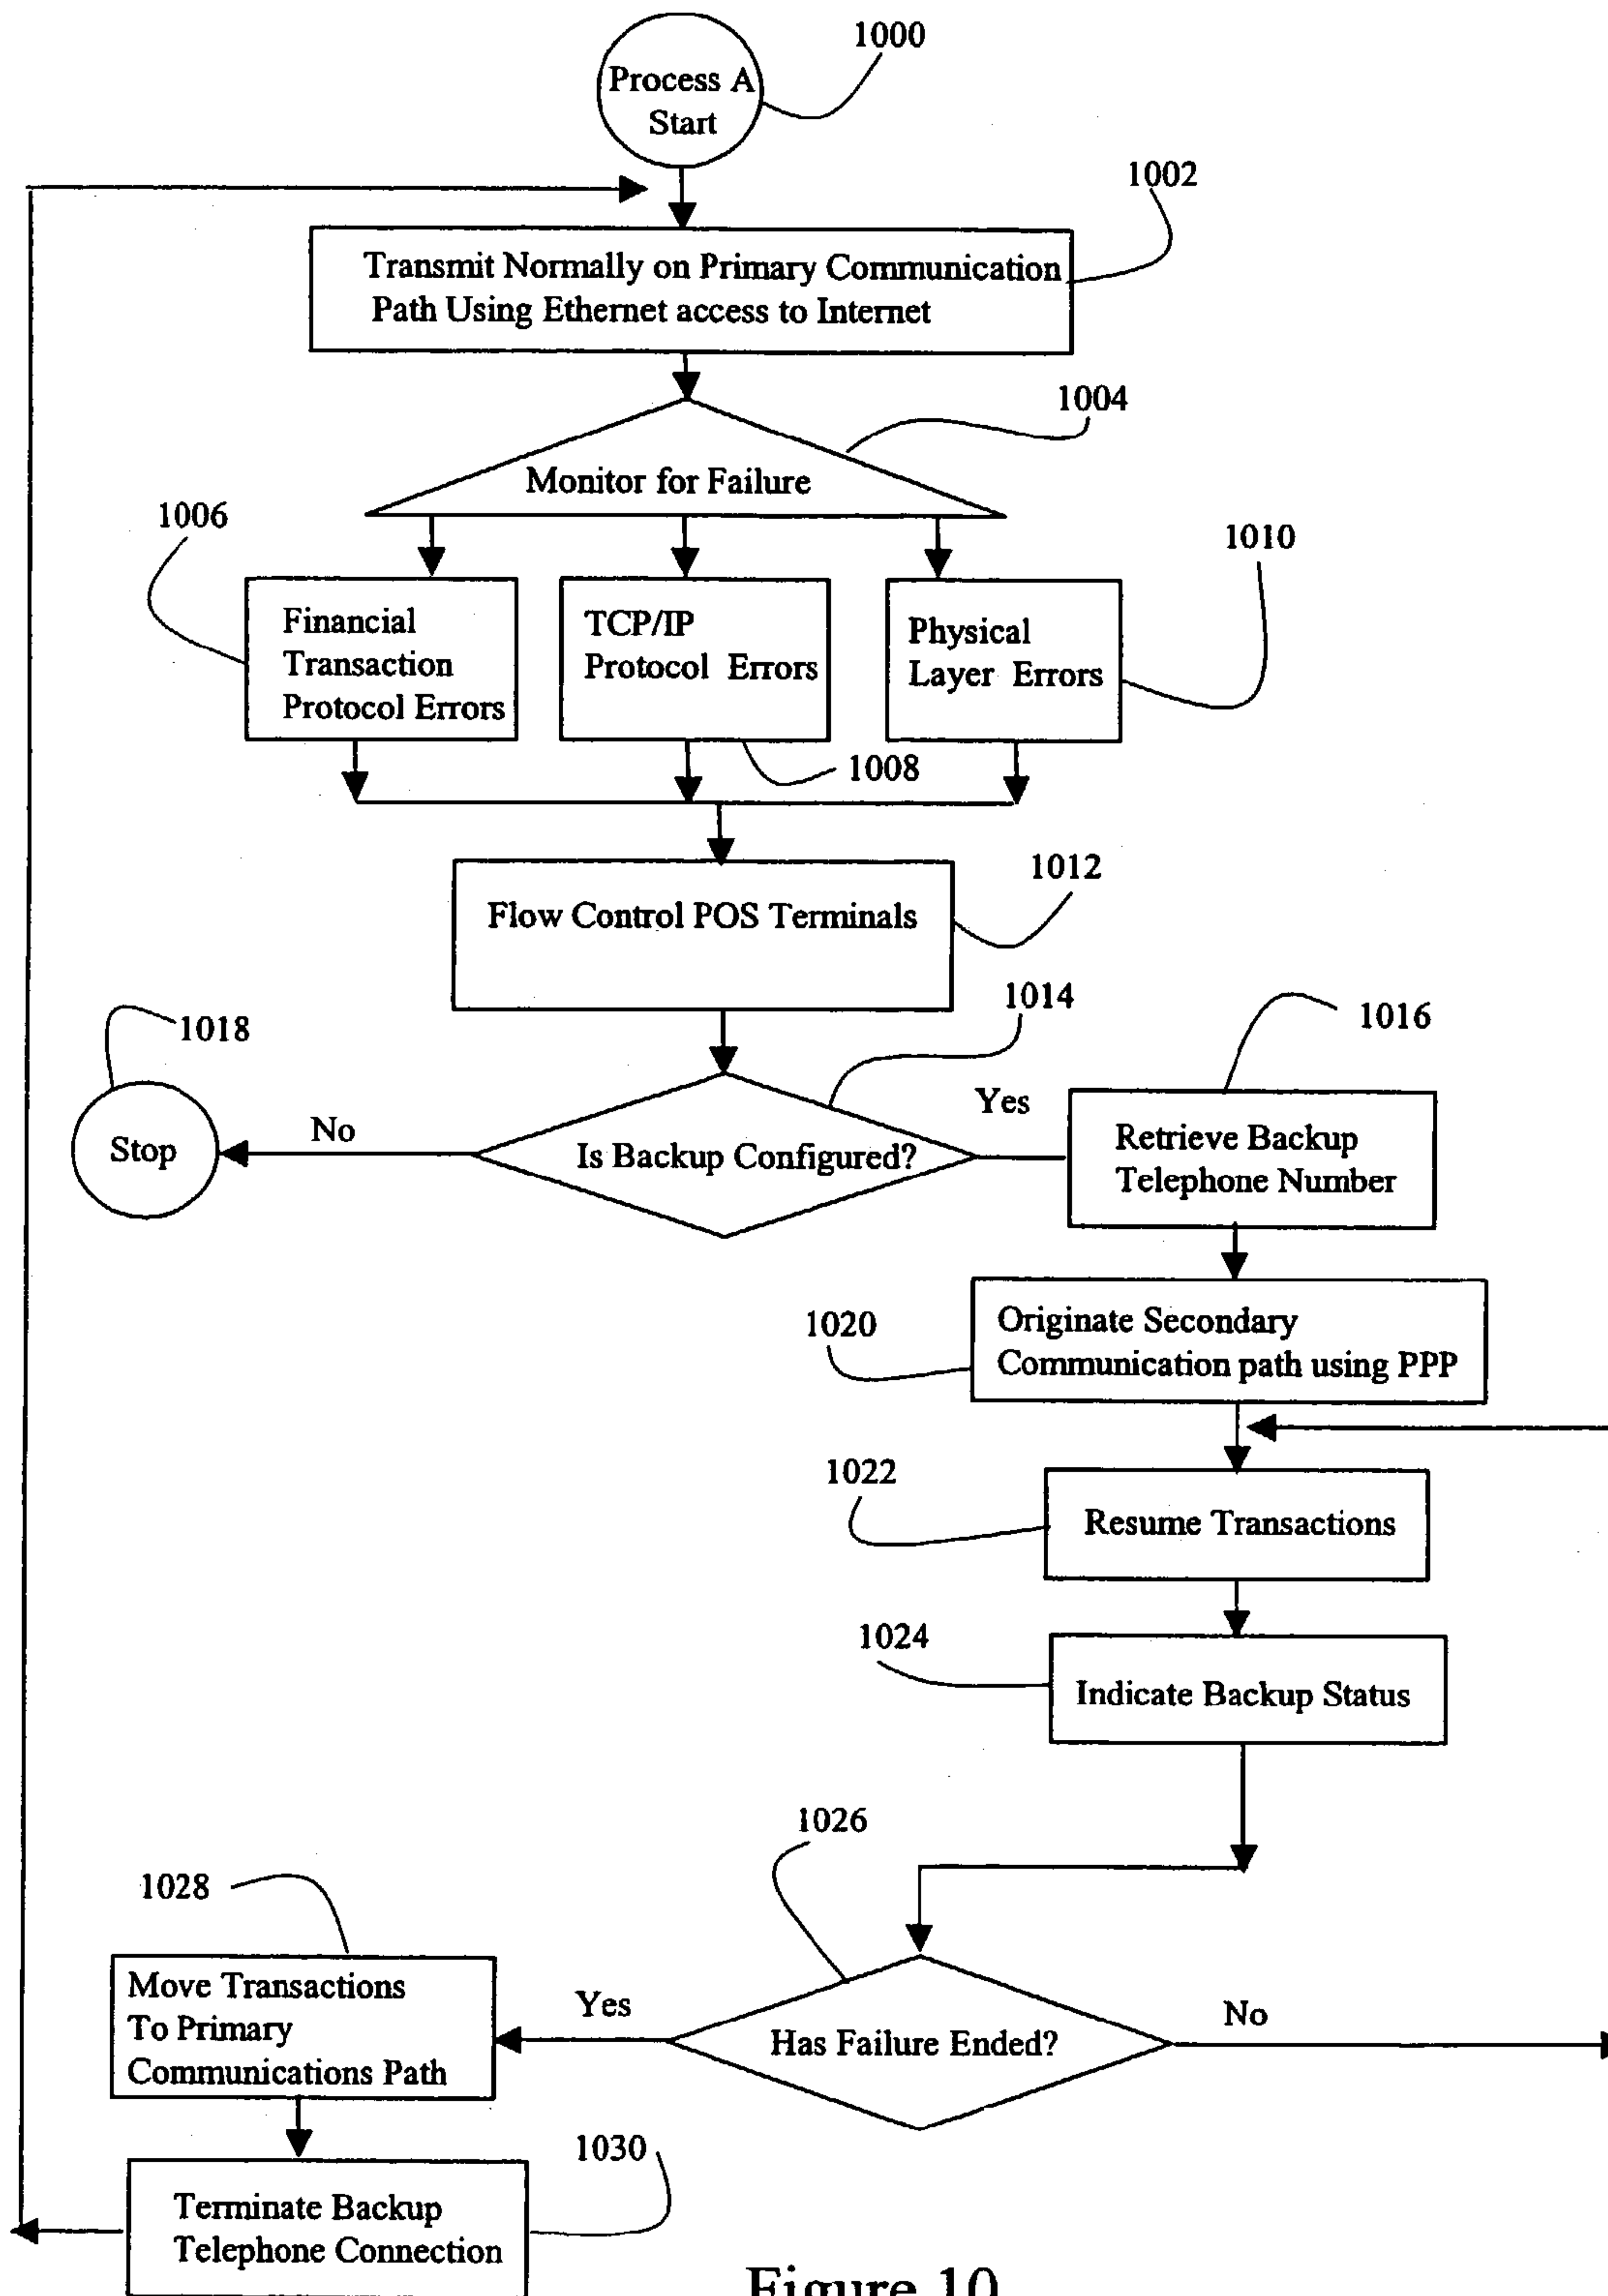 1000
Process A
Start
1002
Transmit Normally on Primary Communication
Path Using Ethernet access to Internet
1004
Monitor for Failure
1006
1010
Financial
Transaction
Protocol Errors
TCP/IP
Protocol Errors
Physical
Layer Errors
1008
1012
Flow Control POS Terminals
1014
1016
1018
Stop
No
Is Backup Configured?
Yes
Retrieve Backup
Telephone Number
1020
Originate Secondary
Communication path using PPP
1022
Resume Transactions
1024
Indicate Backup Status
1026
1028
Move Transactions
To Primary
Communications Path
Yes
Has Failure Ended?
No
1030
Terminate Backup
Telephone Connection
Figure 10